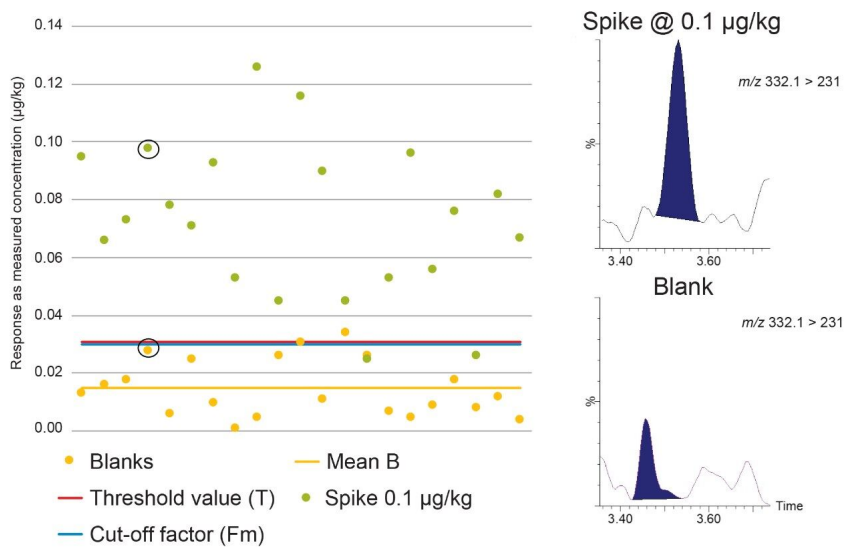 Response as measured concentration (µg/kg)
0.14
0.12
0.10
0.08
0.06
0.04
0.02
0.00
Blanks
Mean B
Threshold value (T)
Spike 0.1 µg/kg
Cut-off factor (Fm)
Spike @ 0.1 µg/kg
m/z 332.1 > 231
%
3.40 3.60
Blank
m/z 332.1 > 231
%
3.40 3.60
Time